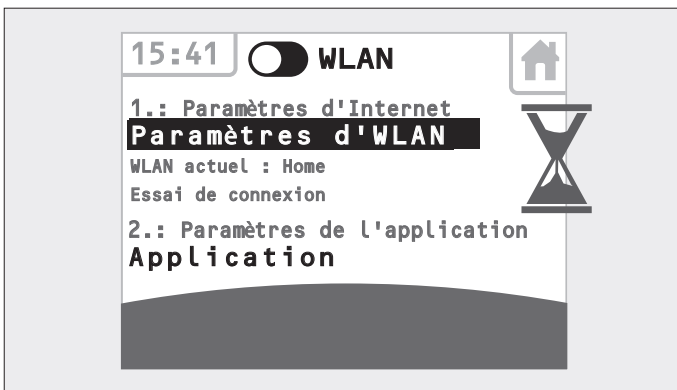 15:41 WLAN
1.: Paramètres d'Internet
Paramètres d'WLAN
WLAN actuel : Home
Essai de connexion
2.: Paramètres de l'application
Application